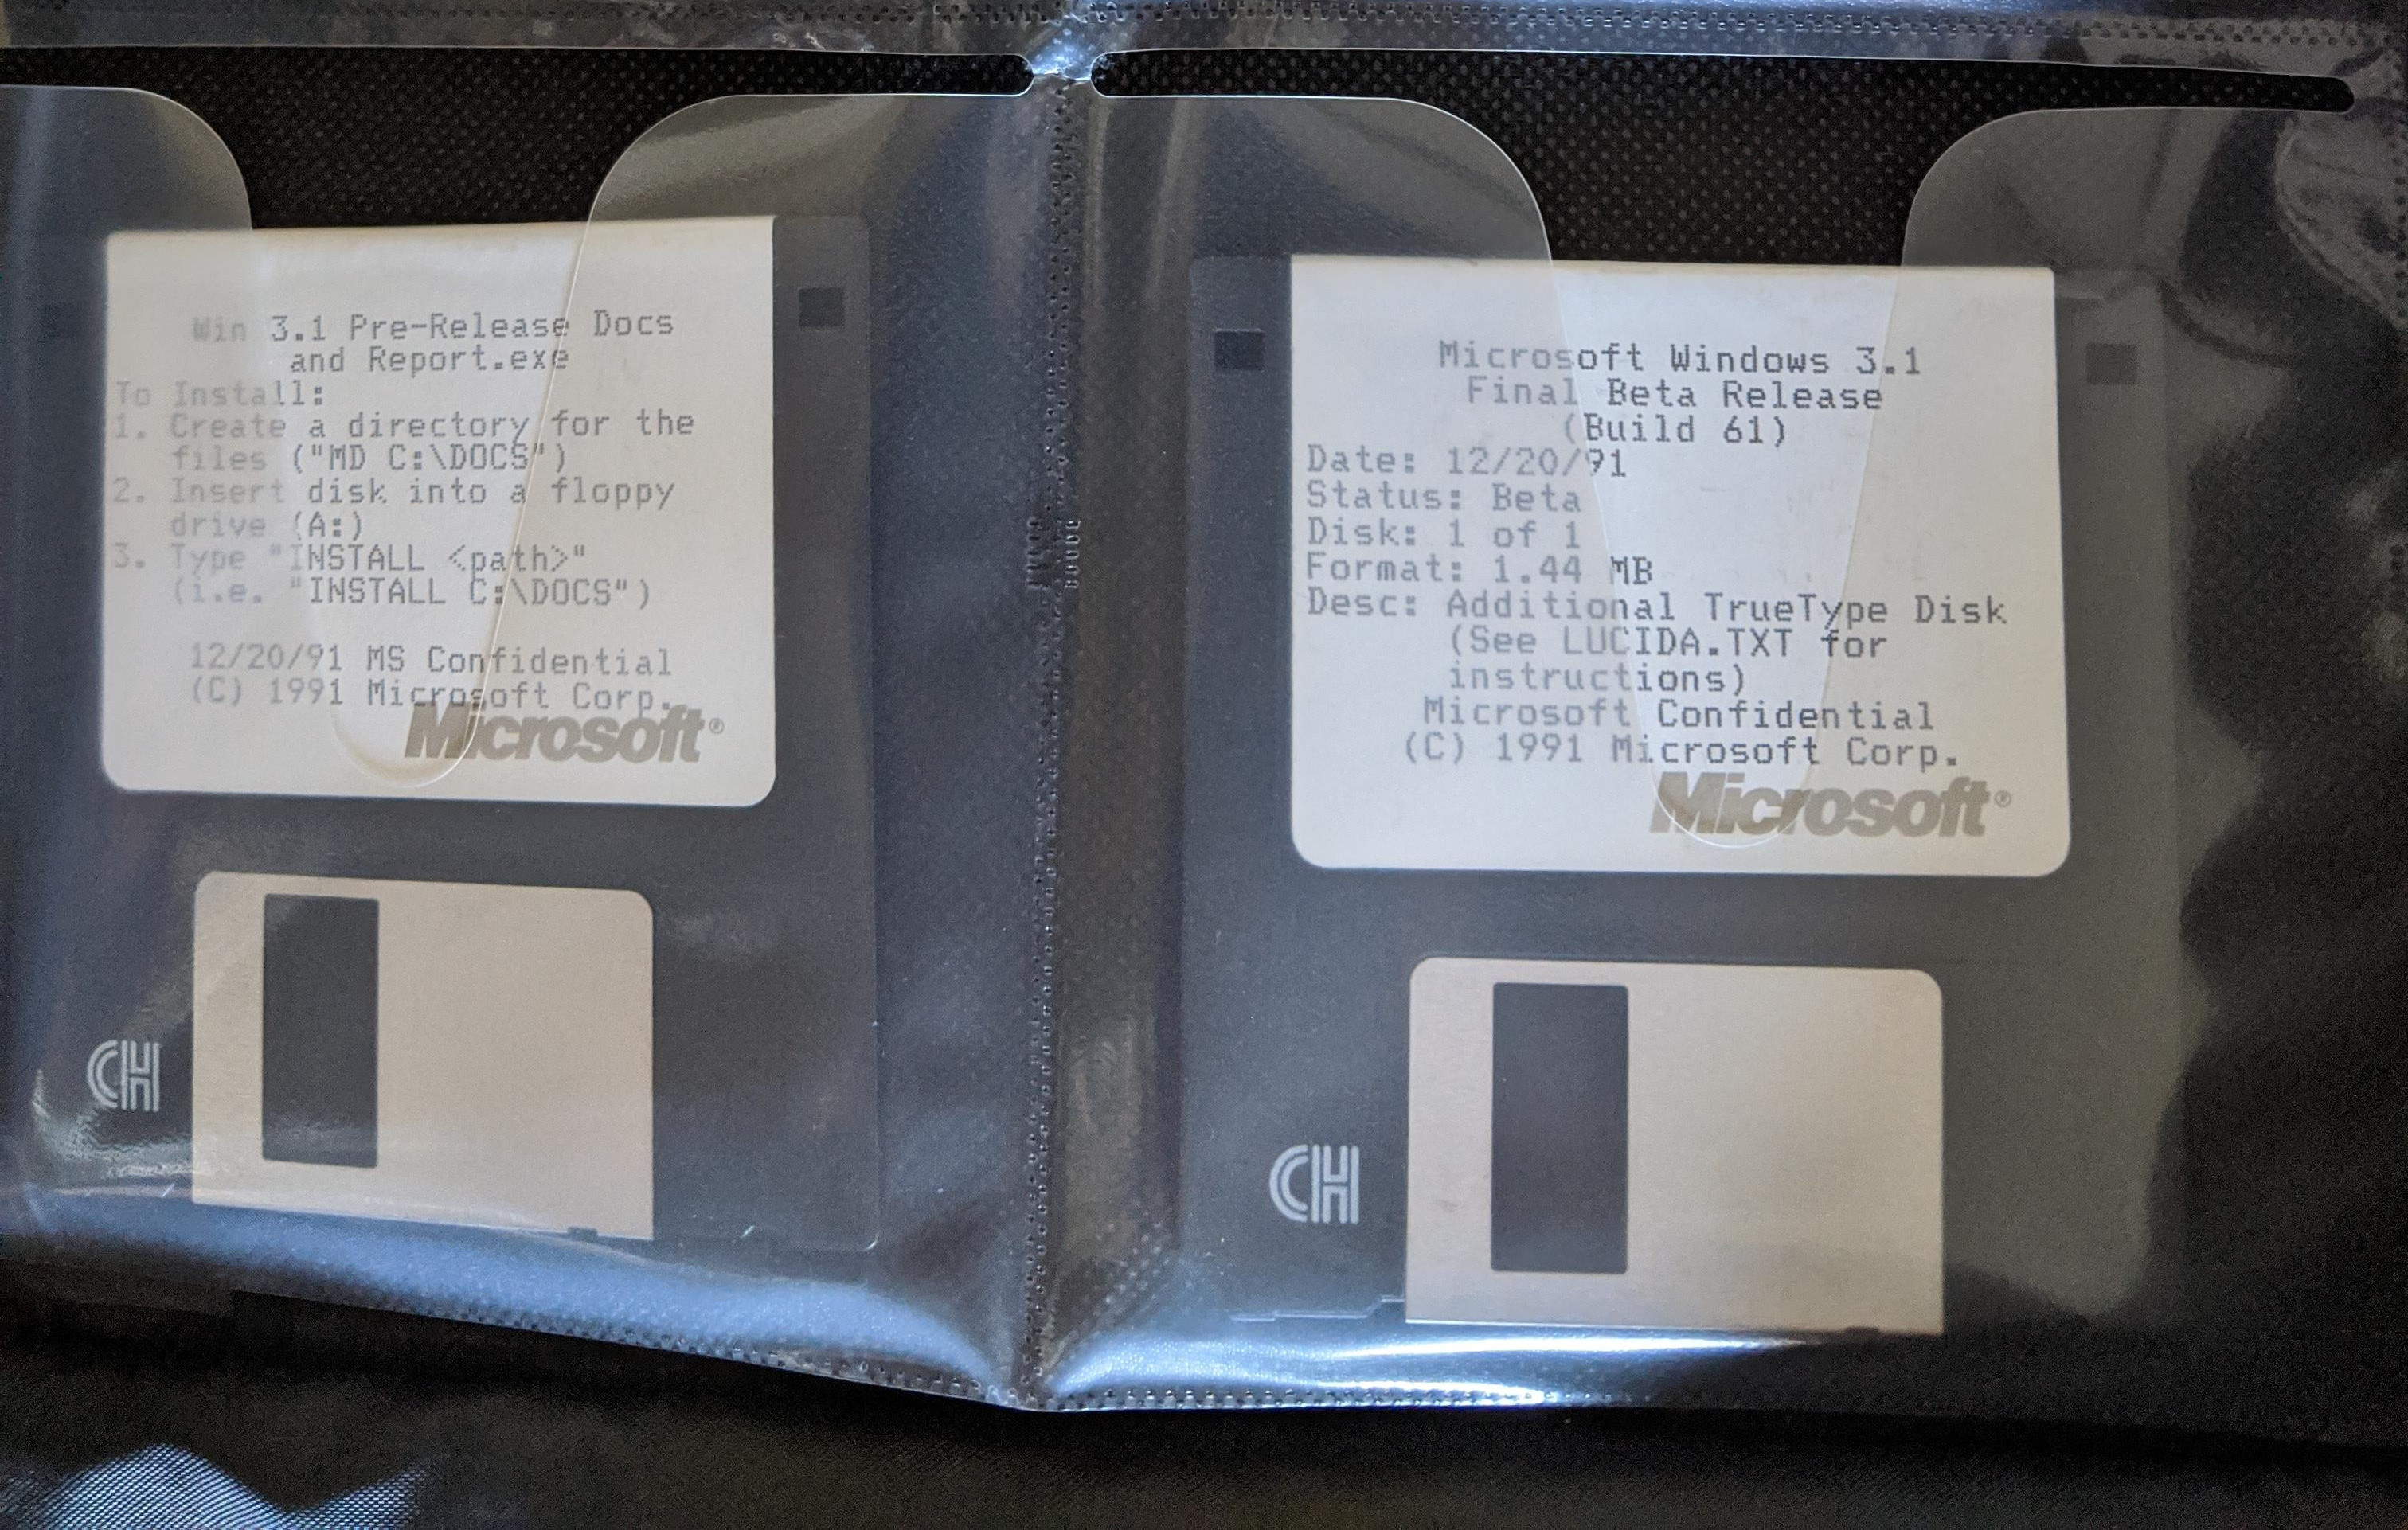 Win 3.1 Pre-Release Docs
and Report.exe
To Install:
1. Create a directory for the
files ("MD C:\DOCS")
2. Insert disk into a floppy
drive (A:)
3. Type "INSTALL <path>"
(i.e. "INSTALL C:\DOCS")
12/20/91 MS Confidential
(C) 1991 Microsoft Corp.
Microsoft®
CH
Microsoft Windows 3.1
Final Beta Release
(Build 61)
Date: 12/20/91
Status: Beta
Disk: 1 of 1
Format: 1.44 MB
Desc: Additional TrueType Disk
(See LUCIDA.TXT for
instructions)
Microsoft Confidential
(C) 1991 Microsoft Corp.
Microsoft®
CH